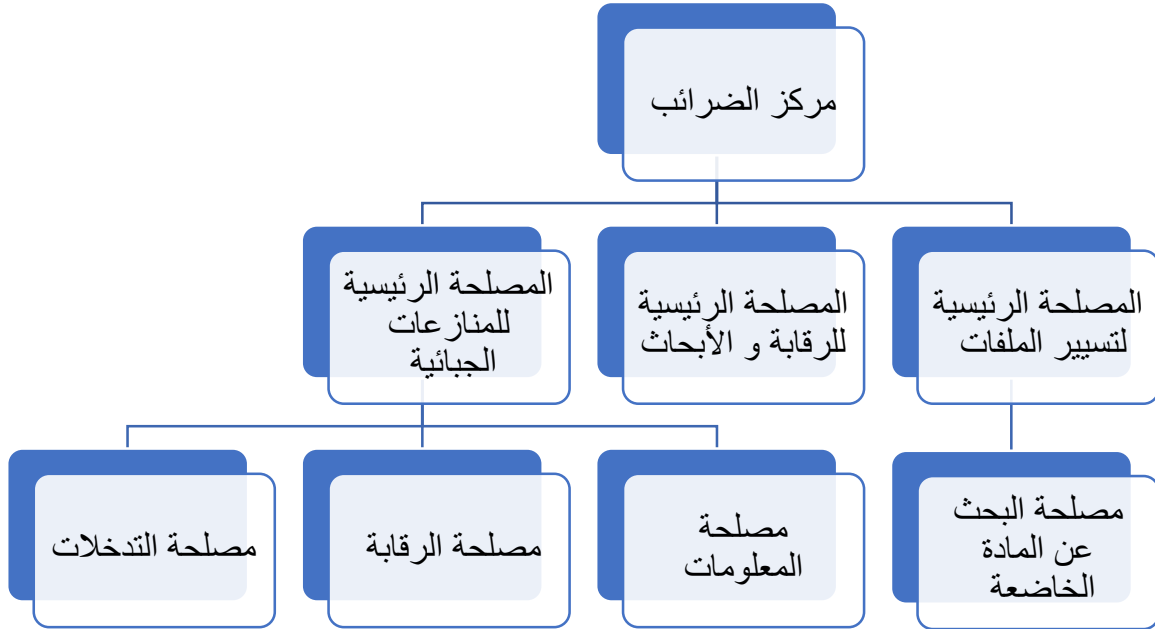 مركز الضرائب
المصلحة الرئيسية
لتسيير الملفات
المصلحة الرئيسية
للرقابة و الأبحاث
المصلحة الرئيسية
للمنازعات
الجبائية
مصلحة البحث
عن المادة
الخاضعة
مصلحة
المعلومات
مصلحة الرقابة
مصلحة التدخلات